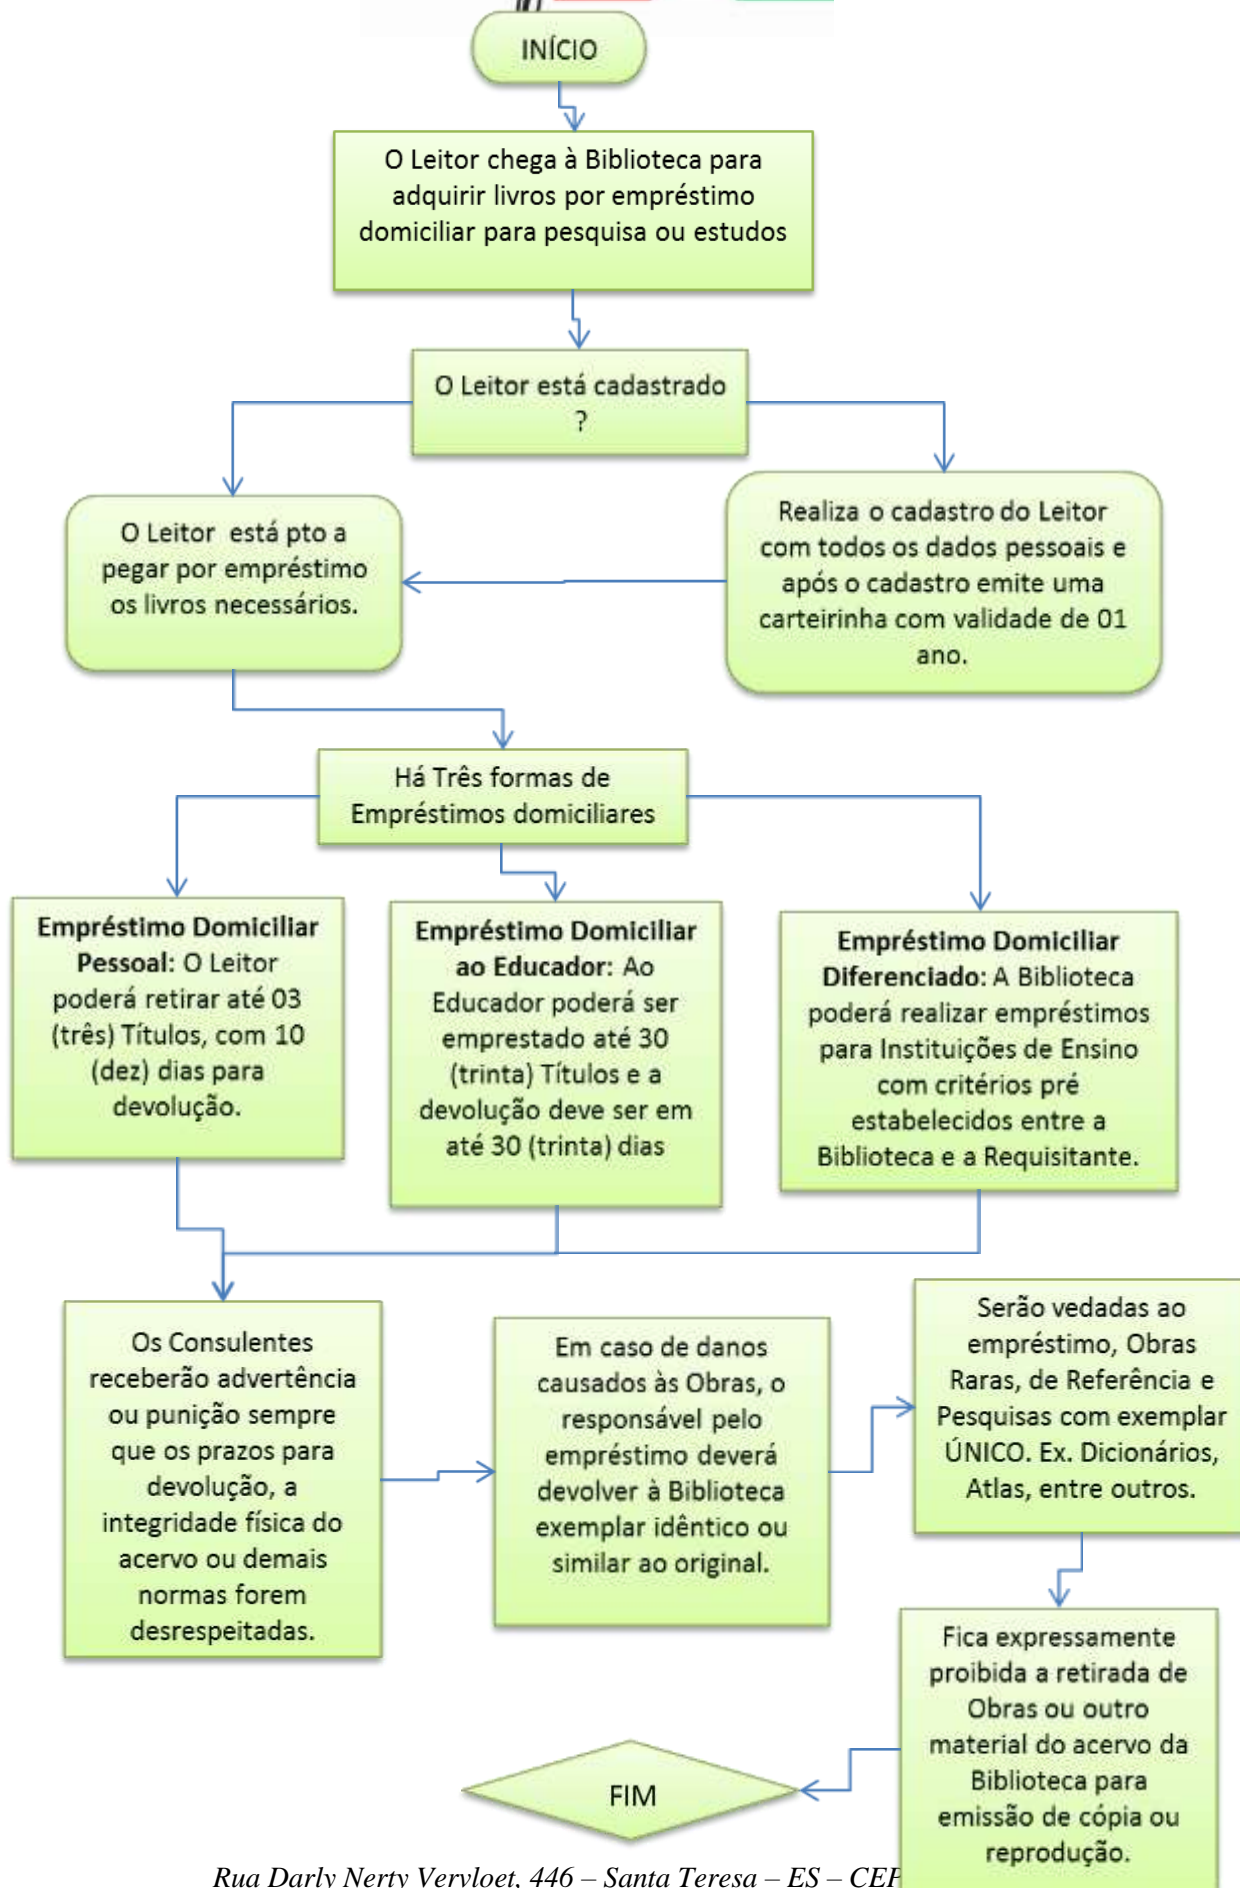 INÍCIO
O Leitor chega à Biblioteca para
adquirir livros por empréstimo
domiciliar para pesquisa ou estudos
O Leitor está cadastrado
?
O Leitor está pto a
pegar por empréstimo
os livros necessários.
Realiza o cadastro do Leitor
com todos os dados pessoais e
após o cadastro emite uma
carteirinha com validade de 01
ano.
Há Três formas de
Empréstimos domiciliares
Empréstimo Domiciliar
Pessoal: O Leitor
poderá retirar até 03
(três) Títulos, com 10
(dez) dias para
devolução.
Empréstimo Domiciliar
ao Educador: Ao
Educador poderá ser
emprestado até 30
(trinta) Títulos e a
devolução deve ser em
até 30 (trinta) dias
Empréstimo Domiciliar
Diferenciado: A Biblioteca
poderá realizar empréstimos
para Instituições de Ensino
com critérios pré
estabelecidos entre a
Biblioteca e a Requisitante.
Os Consulentes
receberão advertência
ou punição sempre
que os prazos para
devolução, a
integridade física do
acervo ou demais
normas forem
desrespeitadas.
Em caso de danos
causados às Obras, o
responsável pelo
empréstimo deverá
devolver à Biblioteca
exemplar idêntico ou
similar ao original.
Serão vedadas ao
empréstimo, Obras
Raras, de Referência e
Pesquisas com exemplar
ÚNICO. Ex. Dicionários,
Atlas, entre outros.
Fica expressamente
proibida a retirada de
Obras ou outro
material do acervo da
Biblioteca para
emissão de cópia ou
reprodução.
FIM
Rua Darly Nerty Vervloet, 446 – Santa Teresa – ES – CEP